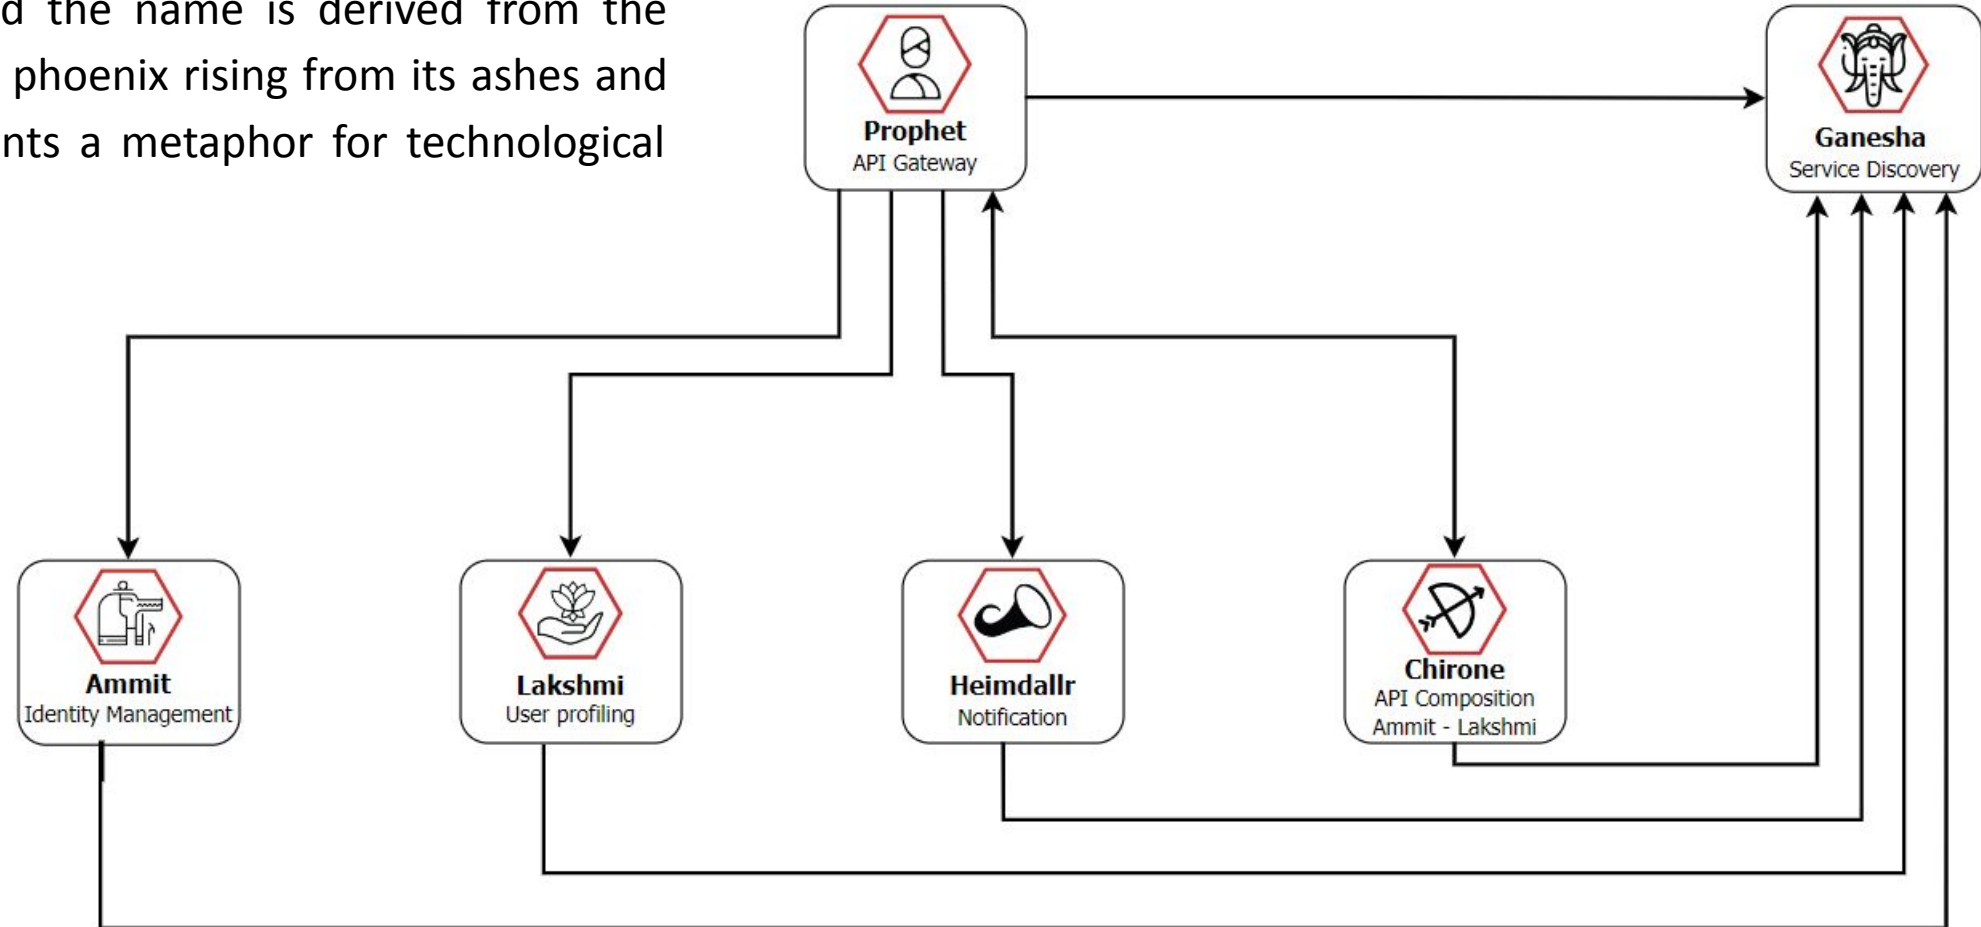 d the name is derived from the
phoenix rising from its ashes and
nts a metaphor for technological
Prophet
API Gateway
Ganesha
Service Discovery
Ammit
Identity Management
Lakshmi
User profiling
Heimdallr
Notification
Chirone
API Composition
Ammit - Lakshmi